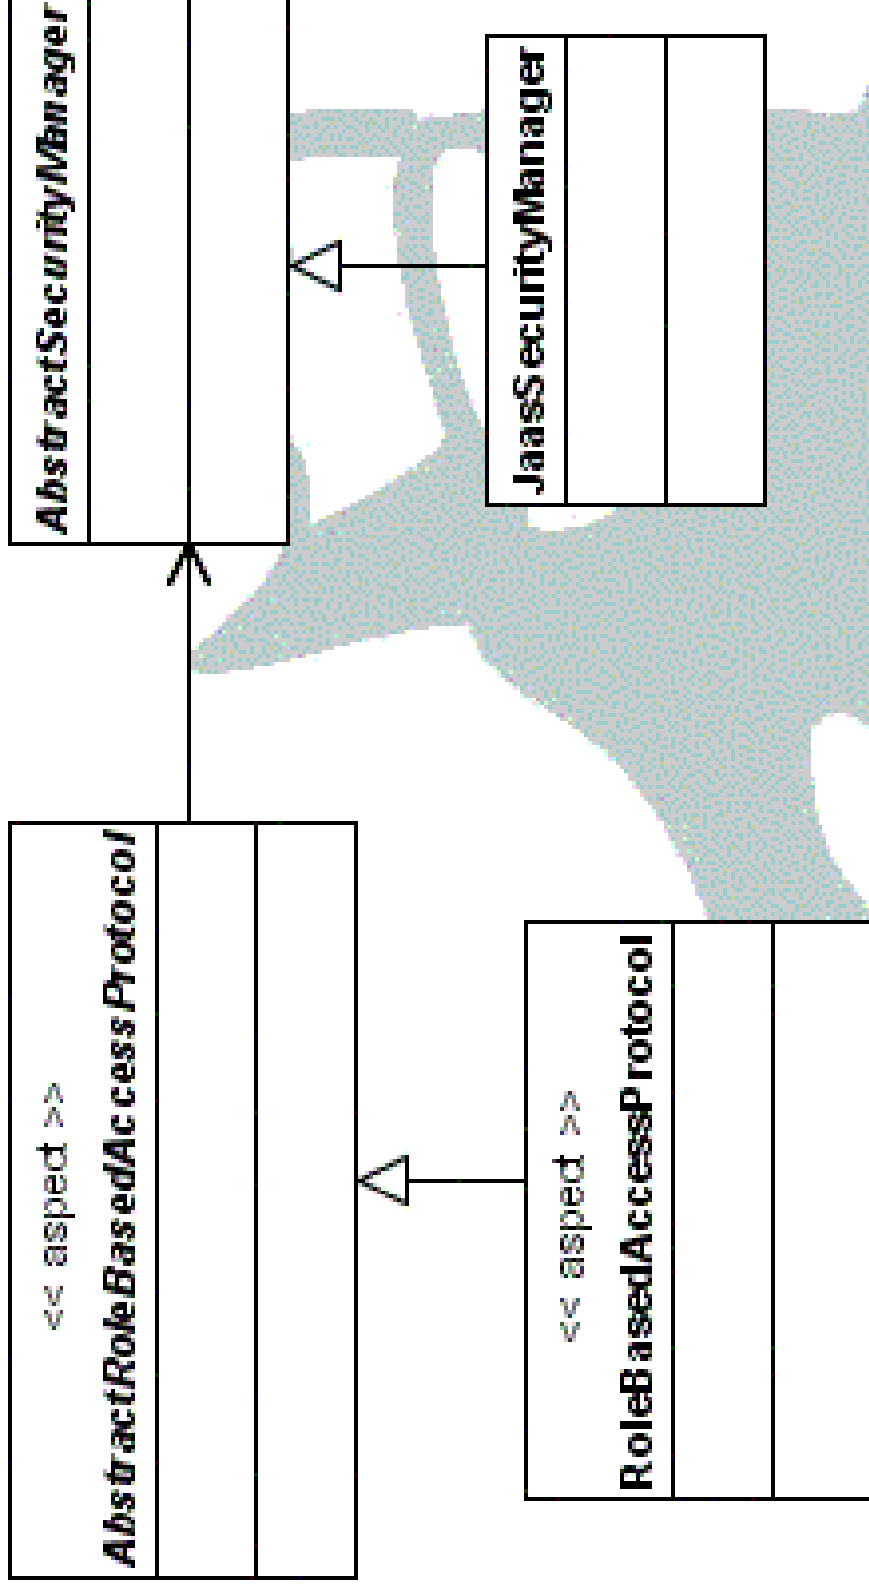 << aspect >>
AbstractRoleBasedAccessProtocol
AbstractSecurityManager
<< aspect >>
RoleBasedAccessProtocol
JaasSecurityManager